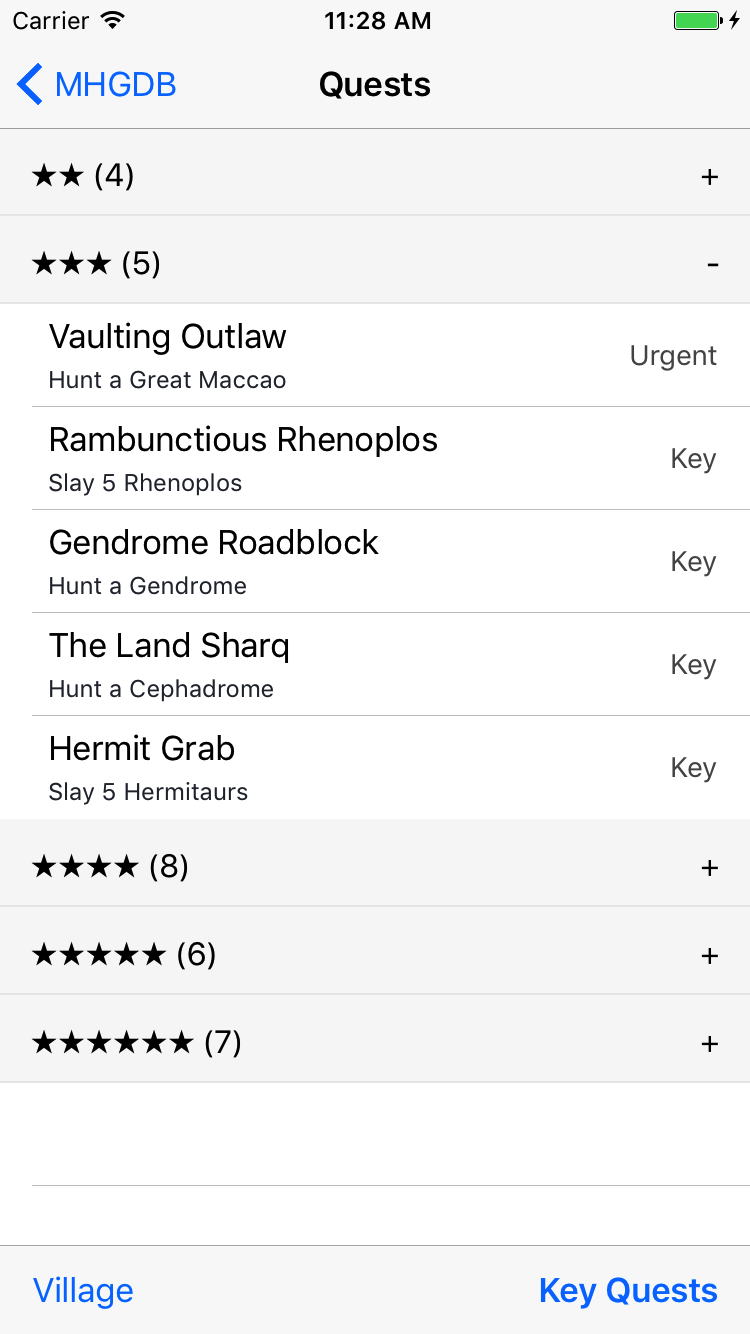 Carrier 11:28 AM
MHGDB Quests
★★ (4) +
★★★ (5) -
Vaulting Outlaw
Hunt a Great Maccao
Urgent
Rambunctious Rhenoplos
Slay 5 Rhenoplos
Key
Gendrome Roadblock
Hunt a Gendrome
Key
The Land Sharq
Hunt a Cephadrome
Key
Hermit Grab
Slay 5 Hermitaurs
Key
★★★★ (8) +
★★★★★ (6) +
★★★★★★ (7) +
Village Key Quests